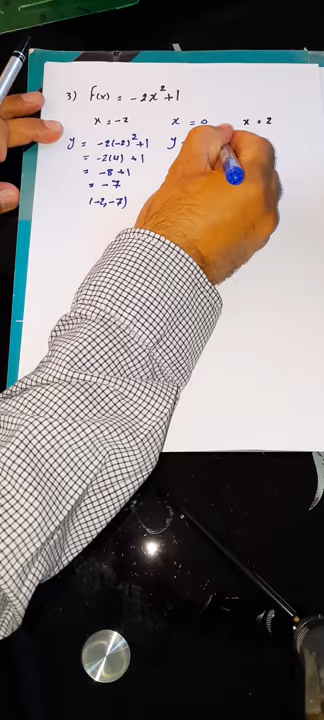 3) f(x) = -2x²+1
x = -2    x = 0    x = 2
y = -2(-2)²+1    y
= -2(4) + 1
= -8+1
= -7
(-2,-7)